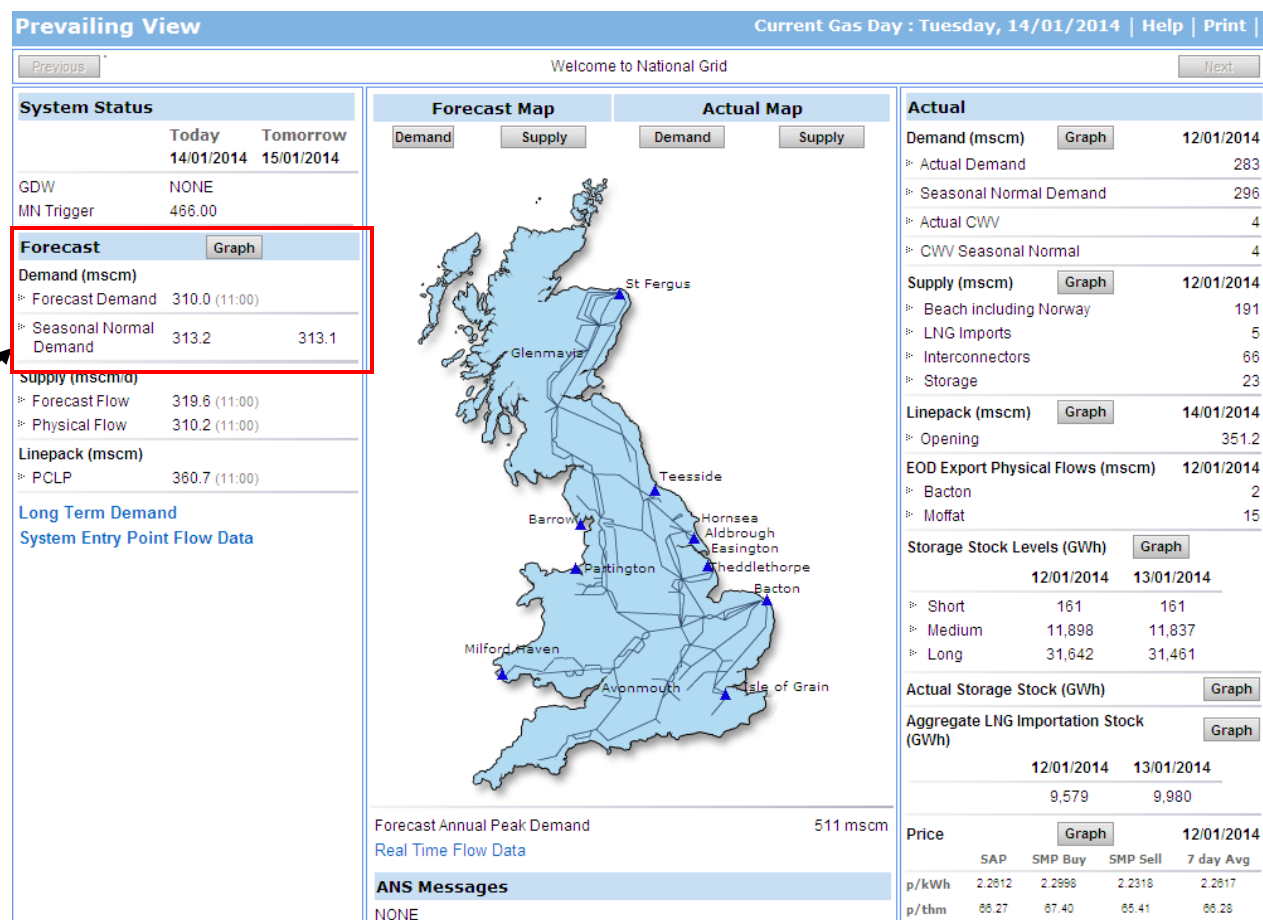 Prevailing View
Current Gas Day : Tuesday, 14/01/2014 | Help | Print |
Previous
Welcome to National Grid
Next
System Status
Today Tomorrow
14/01/2014 15/01/2014
GDW NONE
MN Trigger 466.00
Forecast Graph
Demand (mscm)
Forecast Demand 310.0 (11:00)
Seasonal Normal
Demand
313.2 313.1
Supply (mscm/d)
Forecast Flow 319.6 (11:00)
Physical Flow 310.2 (11:00)
Linepack (mscm)
PCLP 360.7 (11:00)
Long Term Demand
System Entry Point Flow Data
Forecast Map Actual Map
Demand Supply Demand Supply
St Fergus
Glenmavis
Teesside
Barrow
Hornsea
Aldbrough
Easington
Partington
Theddlethorpe
Bacton
Milford Haven
Avonmouth
Isle of Grain
Forecast Annual Peak Demand 511 mscm
Real Time Flow Data
ANS Messages
NONE
Actual
Demand (mscm) Graph 12/01/2014
Actual Demand 283
Seasonal Normal Demand 296
Actual CWV 4
CWV Seasonal Normal 4
Supply (mscm) Graph 12/01/2014
Beach including Norway 191
LNG Imports 5
Interconnectors 66
Storage 23
Linepack (mscm) Graph 14/01/2014
Opening 351.2
EOD Export Physical Flows (mscm) 12/01/2014
Bacton 2
Moffat 15
Storage Stock Levels (GWh) Graph
12/01/2014 13/01/2014
Short 161 161
Medium 11,898 11,837
Long 31,642 31,461
Actual Storage Stock (GWh) Graph
Aggregate LNG Importation Stock
(GWh)
Graph
12/01/2014 13/01/2014
9,579 9,980
Price Graph 12/01/2014
SAP SMP Buy SMP Sell 7 day Avg
p/kWh 2.2612 2.2998 2.2318 2.2617
p/thm 66.27 67.40 65.41 66.28